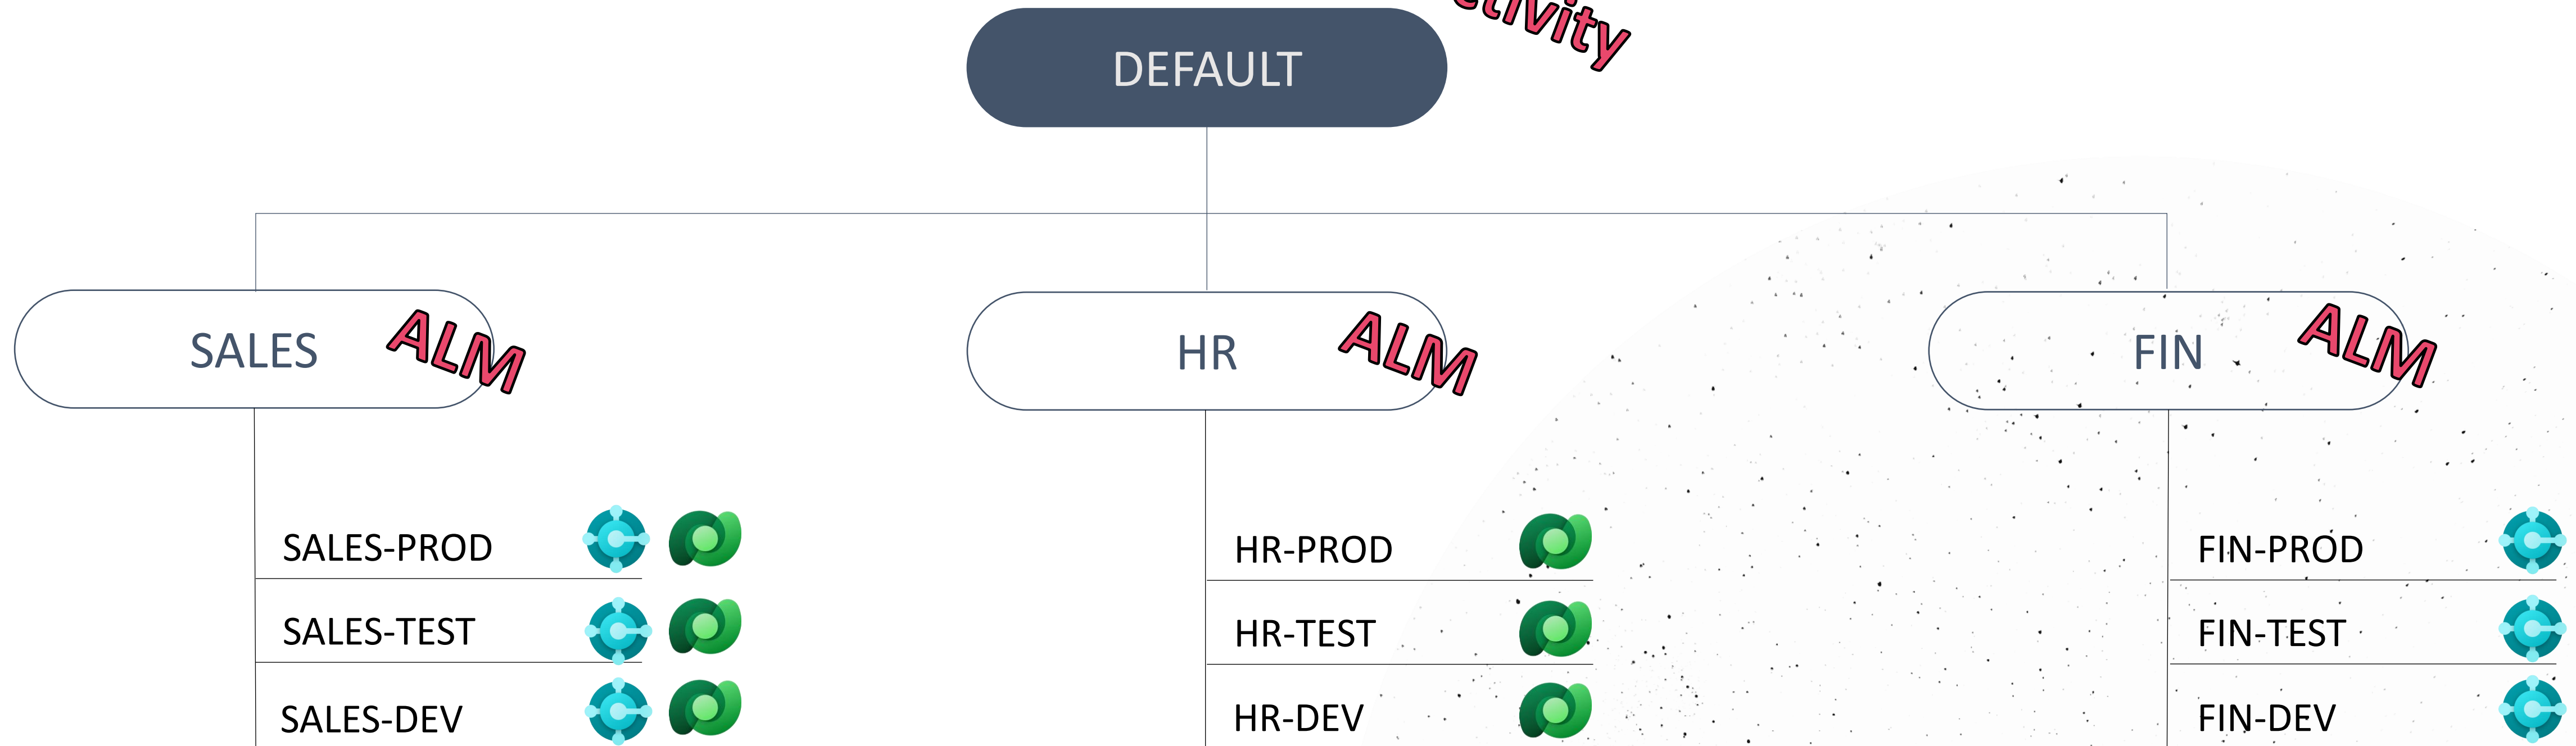 DEFAULT
SALES
ALM
HR
ALM
FIN
ALM
SALES-PROD
SALES-TEST
SALES-DEV
HR-PROD
HR-TEST
HR-DEV
FIN-PROD
FIN-TEST
FIN-DEV